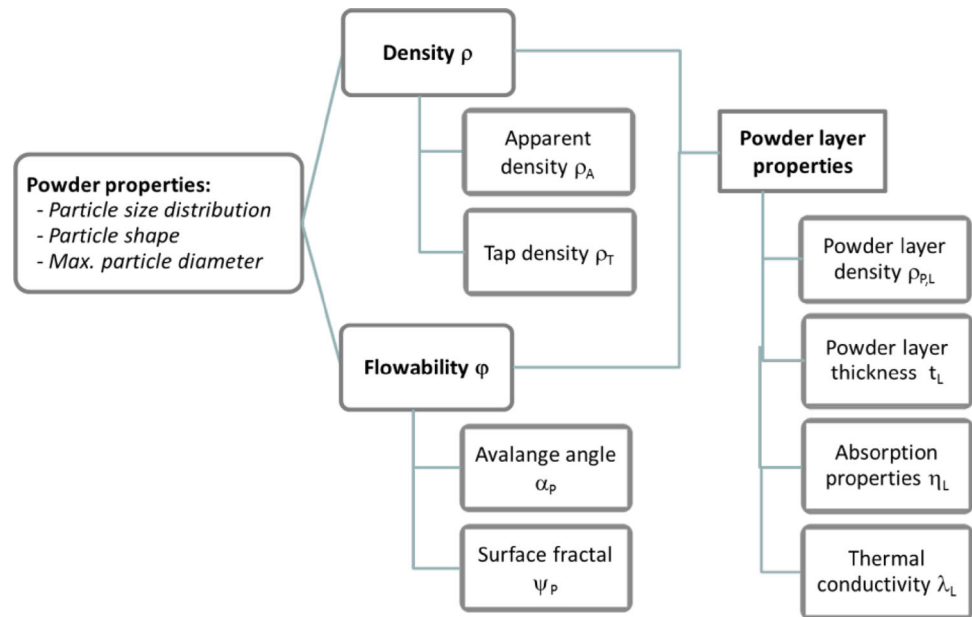 Powder properties:
- Particle size distribution
- Particle shape
- Max. particle diameter
Density ρ
Apparent
density ρA
Tap density ρT
Flowability φ
Avalange angle
αP
Surface fractal
ψP
Powder layer
properties
Powder layer
density ρP,L
Powder layer
thickness tL
Absorption
properties ηL
Thermal
conductivity λL